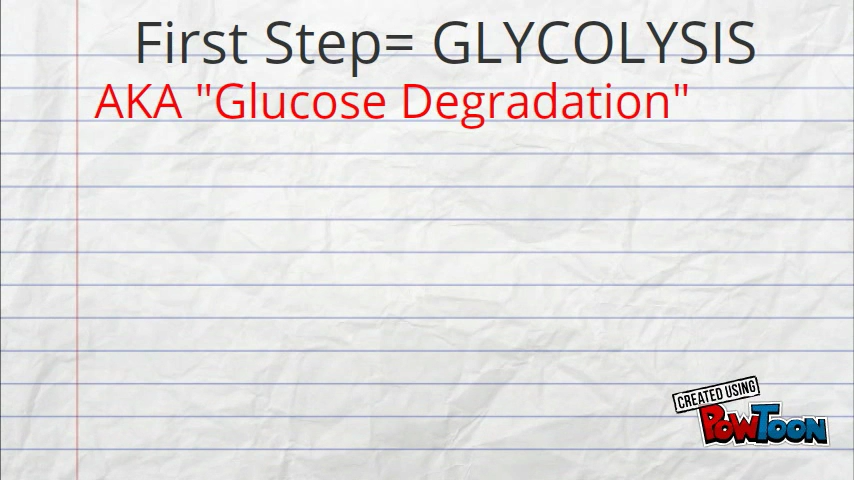 First Step= GLYCOLYSIS
AKA "Glucose Degradation"
CREATED USING
POWTOON